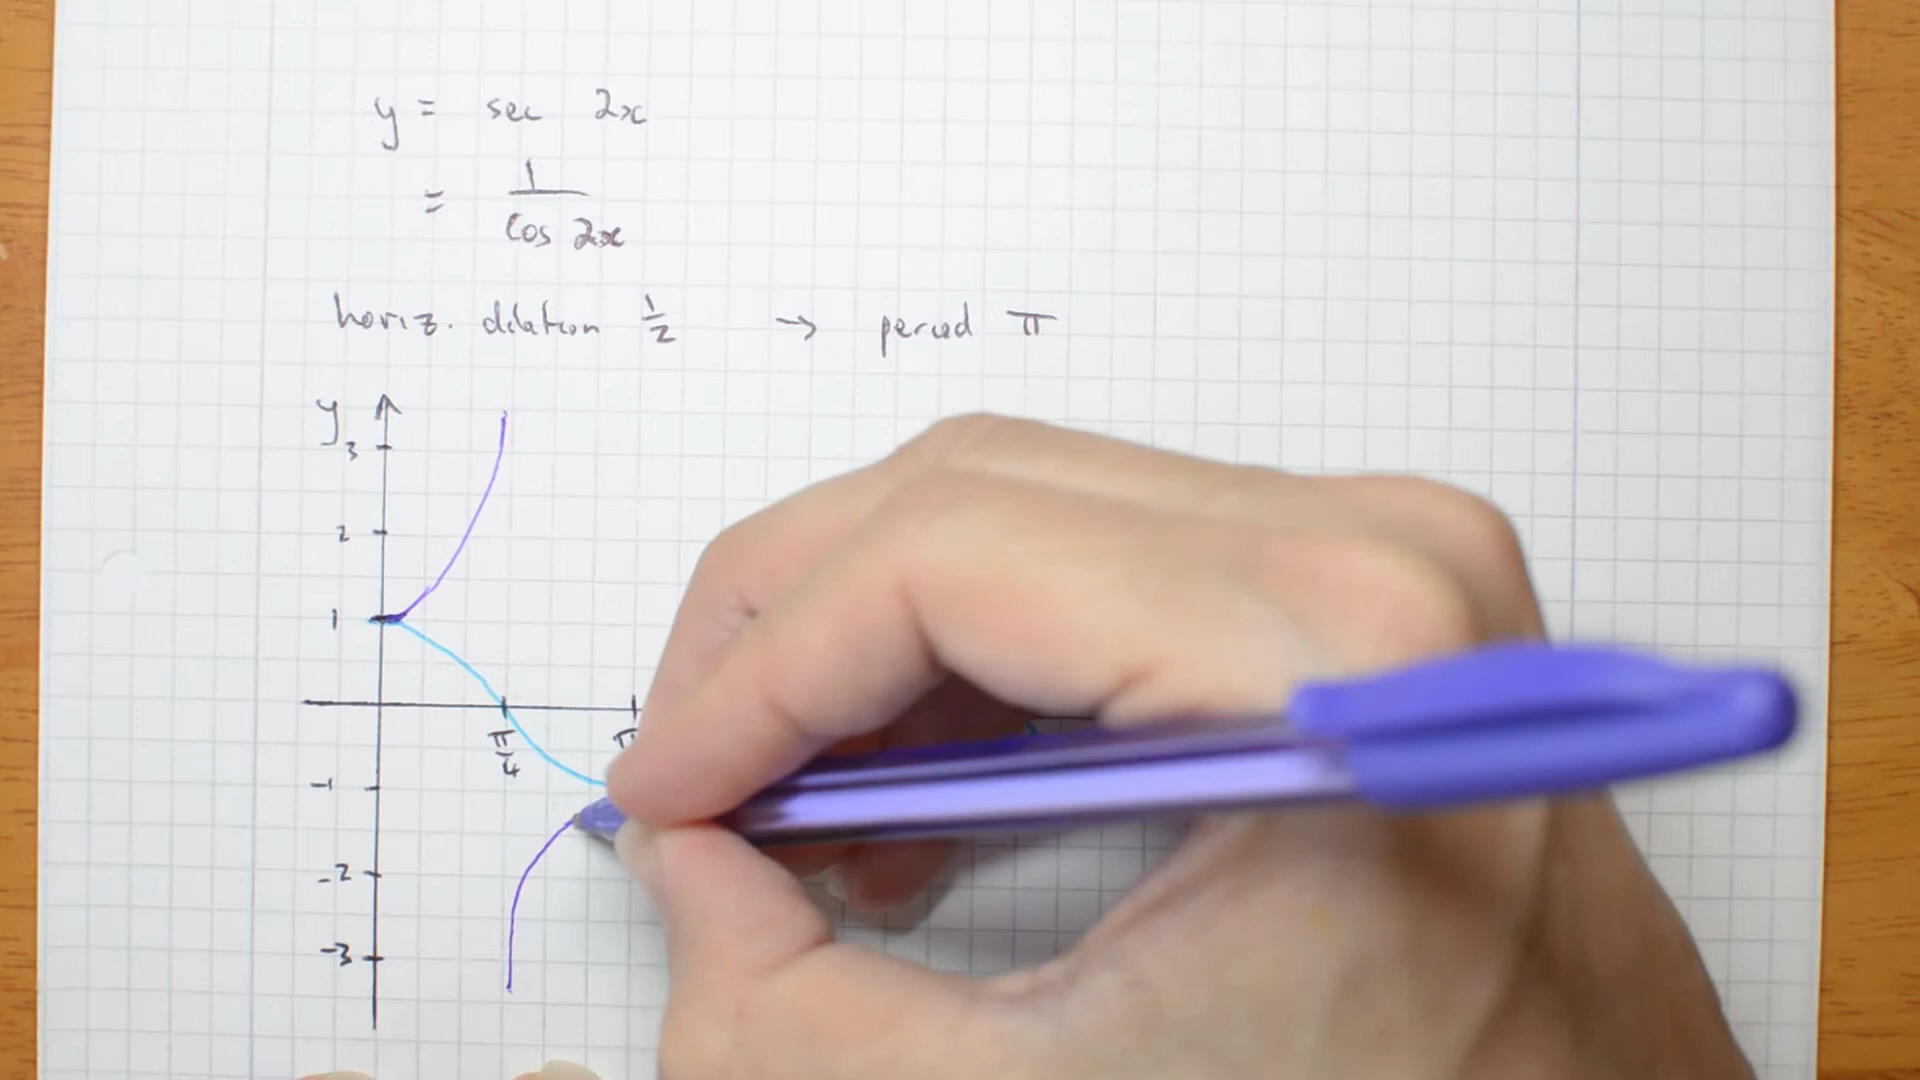 y = sec 2x
= 1/cos 2x
horiz. dilation 1/2 → period π
y
3
2
1
π/4 π
-1
-2
-3